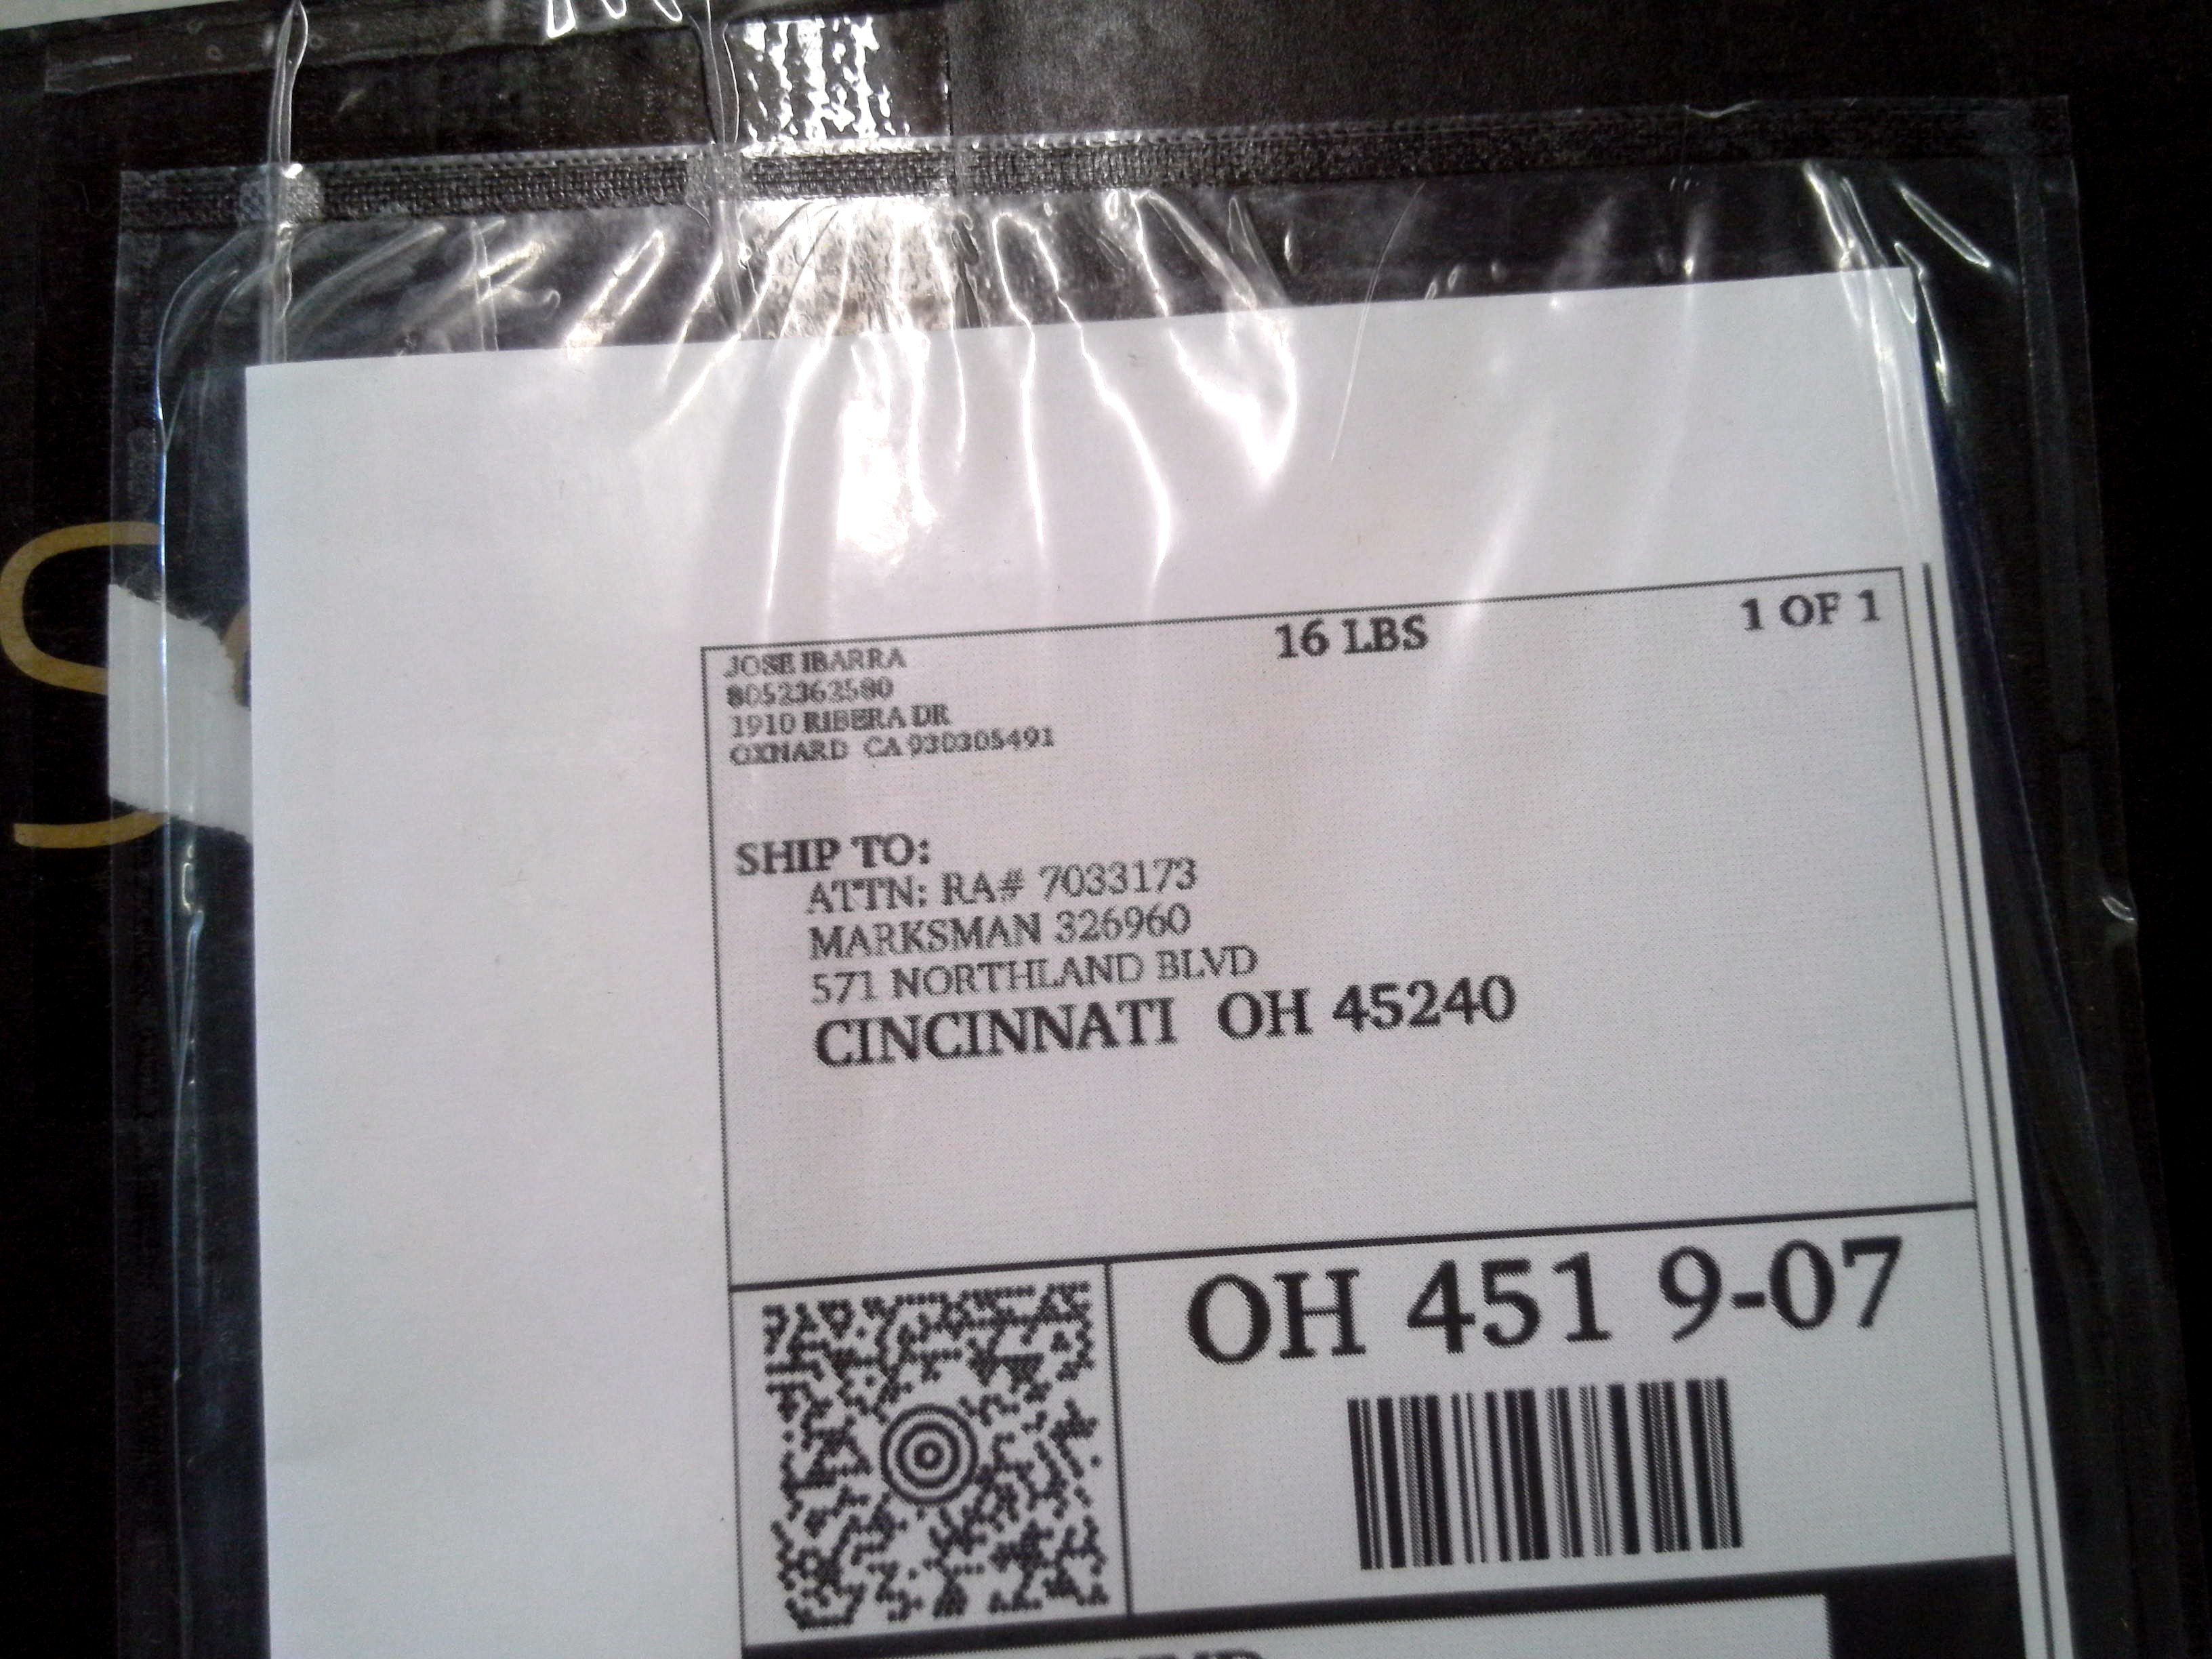 JOSE IBARRA
8052362580
1910 RIBERA DR
OXNARD CA 930305491
16 LBS
1 OF 1
SHIP TO:
ATTN: RA# 7033173
MARKSMAN 326960
571 NORTHLAND BLVD
CINCINNATI OH 45240
OH 451 9-07